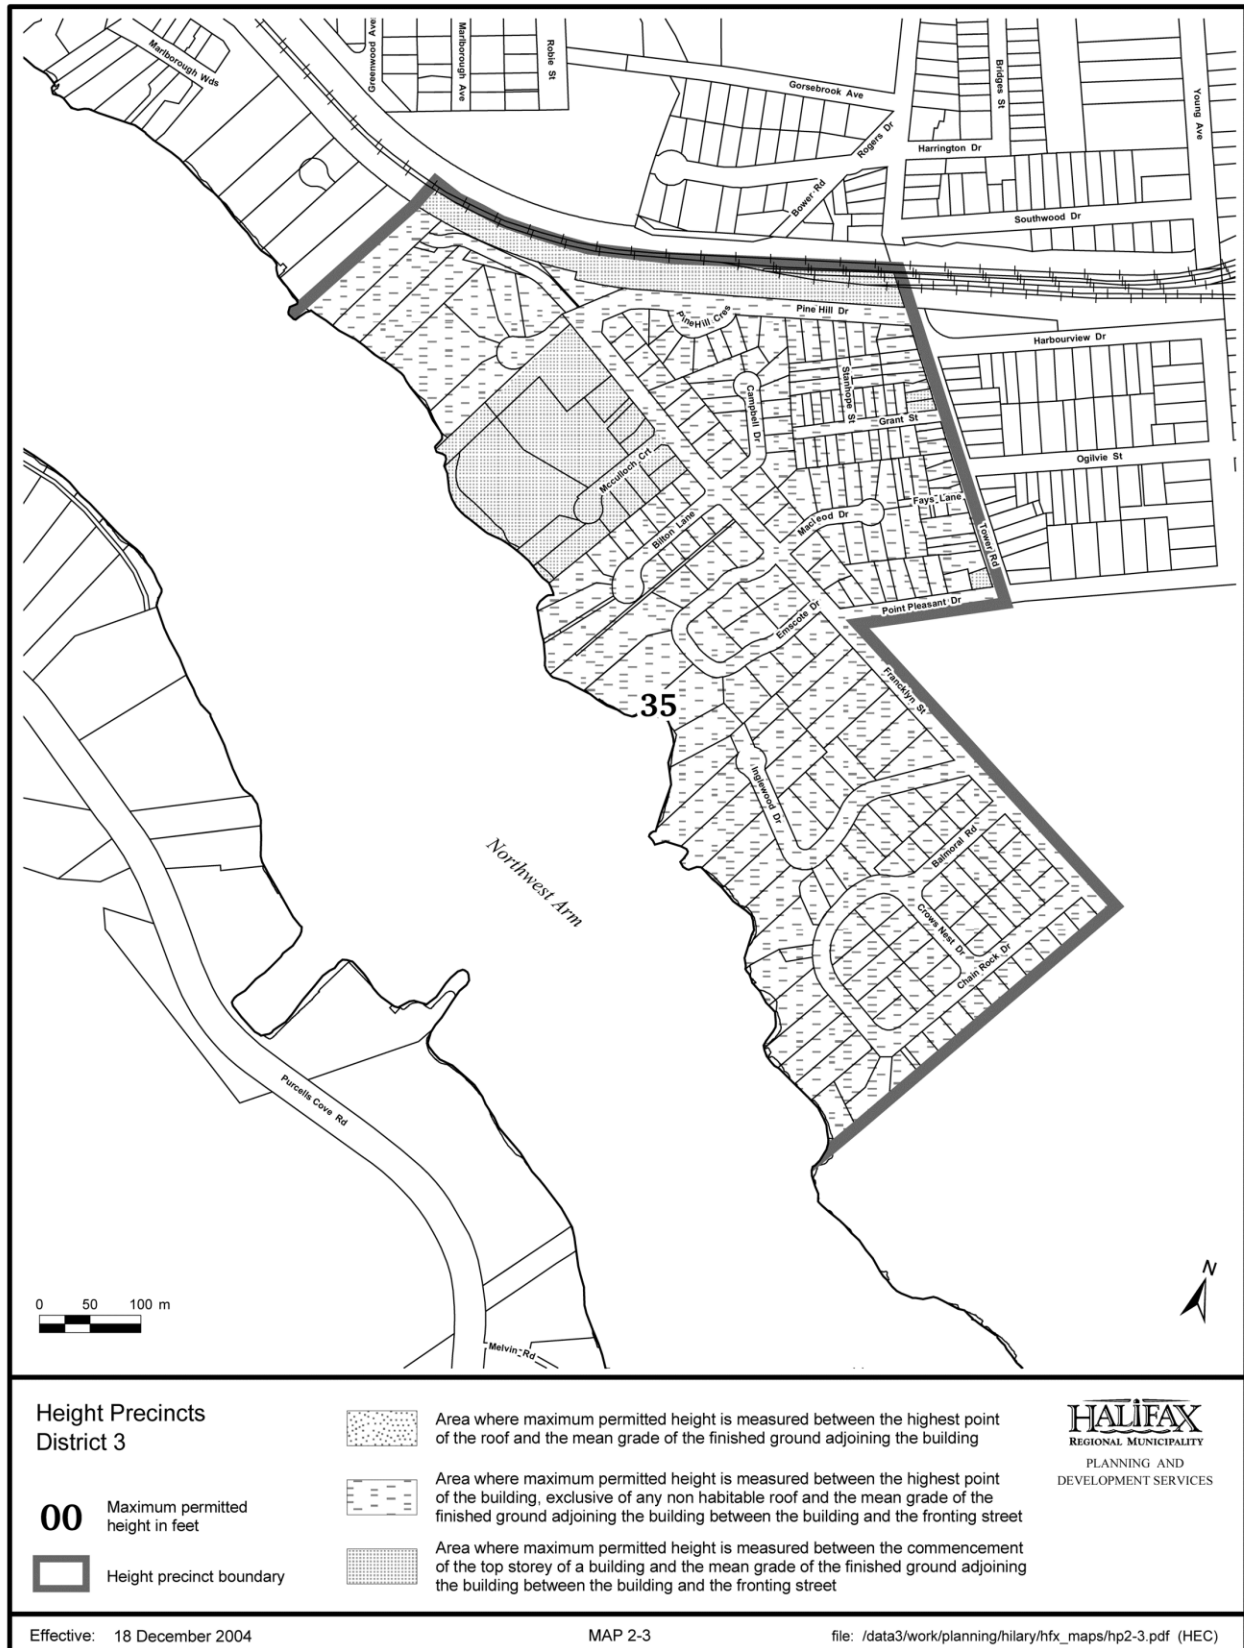 Marlborough Wds
Greenwood Ave
Marlborough Ave
Robie St
Gorsebrook Ave
Bridges St
Young Ave
Rogers Dr
Harrington Dr
Bower Rd
Southwood Dr
Pine Hill Dr
PineHill Cres
Harbourview Dr
Stanhope St
Campbell Dr
Grant St
Ogilvie St
Mcculloch Crt
Fays Lane
Bilton Lane
MacLeod Dr
Tower Rd
Point Pleasant Dr
Emscote Dr
Francklyn St
35
Inglewood Dr
Balmoral Rd
Northwest Arm
Crows Nest Dr
Chain Rock Dr
Purcells Cove Rd
Melvin Rd
N
0 50 100 m
Height Precincts
District 3
00 Maximum permitted
height in feet
Height precinct boundary
Area where maximum permitted height is measured between the highest point
of the roof and the mean grade of the finished ground adjoining the building
Area where maximum permitted height is measured between the highest point
of the building, exclusive of any non habitable roof and the mean grade of the
finished ground adjoining the building between the building and the fronting street
Area where maximum permitted height is measured between the commencement
of the top storey of a building and the mean grade of the finished ground adjoining
the building between the building and the fronting street
HALIFAX
REGIONAL MUNICIPALITY
PLANNING AND
DEVELOPMENT SERVICES
Effective: 18 December 2004
MAP 2-3
file: /data3/work/planning/hilary/hfx_maps/hp2-3.pdf (HEC)